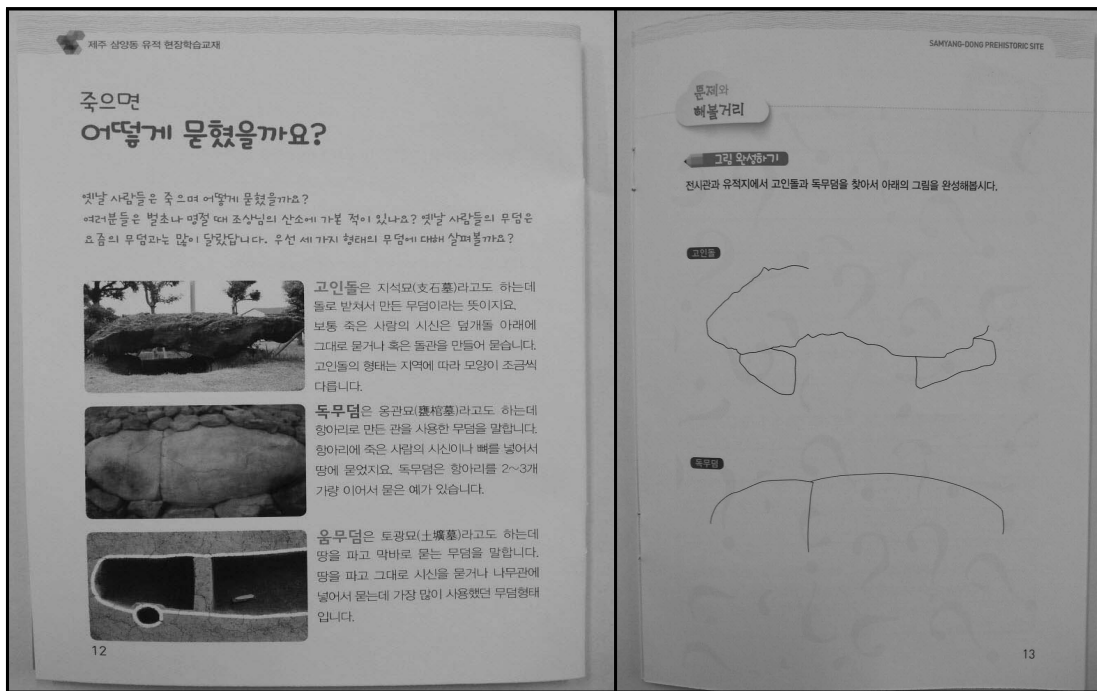 제주 삼양동 유적 현장학습교재
죽으면
어떻게 묻혔을까요?
옛날 사람들은 죽으며 어떻게 묻혔을까요?
여러분들은 벌초나 명절 때 조상님의 산소에 가본 적이 있나요? 옛날 사람들의 무덤은
요즘의 무덤과는 많이 달랐답니다. 우선 세 가지 형태의 무덤에 대해 살펴볼까요?
고인돌은 지석묘(支石墓)라고도 하는데
돌로 받쳐서 만든 무덤이라는 뜻이지요.
보통 죽은 사람의 시신은 덮개돌 아래에
그대로 묻거나 혹은 돌관을 만들어 묻습니다.
고인돌의 형태는 지역에 따라 모양이 조금씩
다릅니다.
독무덤은 옹관묘(甕棺墓)라고도 하는데
항아리로 만든 관을 사용한 무덤을 말합니다.
항아리에 죽은 사람의 시신이나 뼈를 넣어서
땅에 묻었지요. 독무덤은 항아리를 2~3개
가량 이어서 묻은 예가 있습니다.
움무덤은 토광묘(土壙墓)라고도 하는데
땅을 파고 막바로 묻는 무덤을 말합니다.
땅을 파고 그대로 시신을 묻거나 나무관에
넣어서 묻는데 가장 많이 사용했던 무덤형태
입니다.
12
SAMYANG-DONG PREHISTORIC SITE
문제와
해볼거리
그림 완성하기
전시관과 유적지에서 고인돌과 독무덤을 찾아서 아래의 그림을 완성해봅시다.
고인돌
독무덤
13